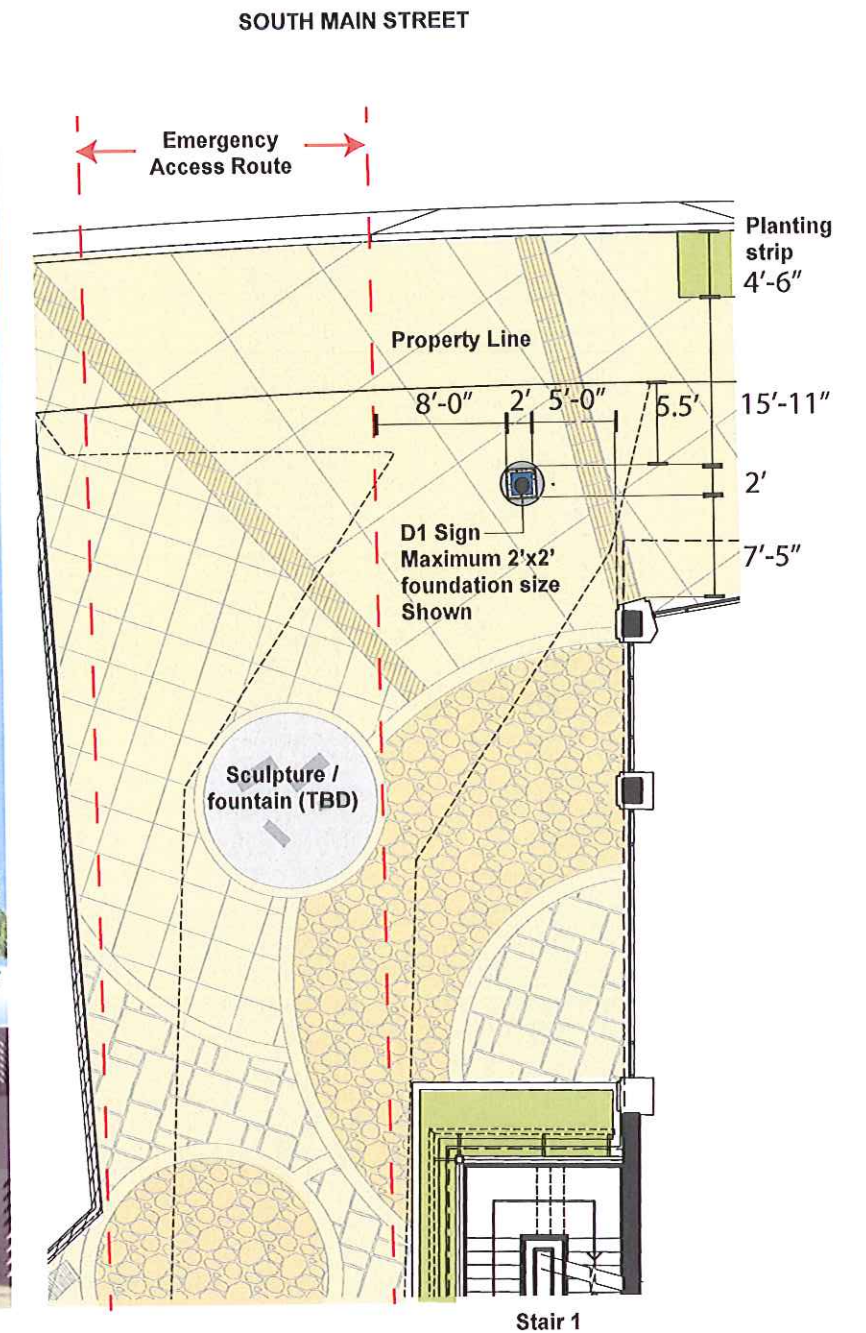 SOUTH MAIN STREET
Emergency
Access Route
Planting
strip
4'-6"
Property Line
8'-0" 2' 5'-0" 5.5' 15'-11"
2'
D1 Sign
Maximum 2'x2'
foundation size
Shown
7'-5"
Sculpture /
fountain (TBD)
Stair 1